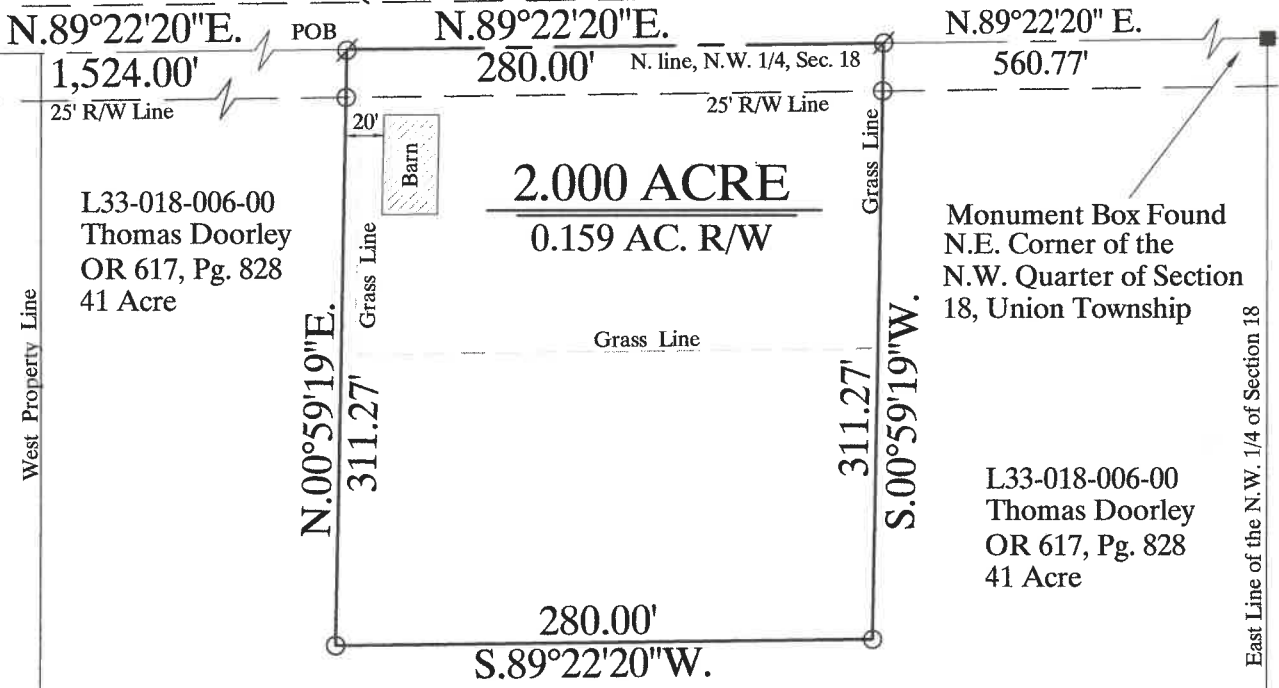 N.89°22'20"E.
POB
N.89°22'20"E.
N.89°22'20" E.
1,524.00'
280.00'
N. line, N.W. 1/4, Sec. 18
560.77'
25' R/W Line
25' R/W Line
20'
Barn
Grass Line
2.000 ACRE
0.159 AC. R/W
L33-018-006-00
Thomas Doorley
OR 617, Pg. 828
41 Acre
Monument Box Found
N.E. Corner of the
N.W. Quarter of Section
18, Union Township
West Property Line
Grass Line
Grass Line
N.00°59'19"E.
311.27'
311.27'
S.00°59'19"W.
East Line of the N.W. 1/4 of Section 18
L33-018-006-00
Thomas Doorley
OR 617, Pg. 828
41 Acre
280.00'
S.89°22'20"W.